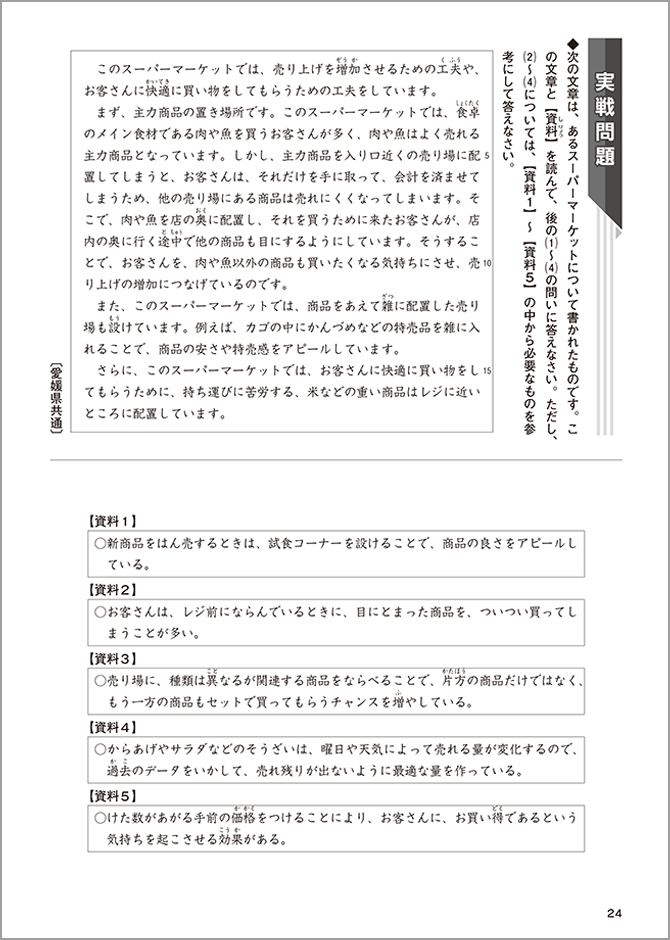 実戦問題
◆次の文章は、あるスーパーマーケットについて書かれたものです。こ
の文章と【資料】を読んで、後の⑴~⑷の問いに答えなさい。ただし、
⑵~⑷については、【資料1】~【資料5】の中から必要なものを参
考にして答えなさい。
このスーパーマーケットでは、売り上げを増加させるための工夫や、
お客さんに快適に買い物をしてもらうための工夫をしています。
まず、主力商品の置き場所です。このスーパーマーケットでは、食卓
のメイン食材である肉や魚を買うお客さんが多く、肉や魚はよく売れる
主力商品となっています。しかし、主力商品を入り口近くの売り場に配 5
置してしまうと、お客さんは、それだけを手に取って、会計を済ませて
しまうため、他の売り場にある商品は売れにくくなってしまいます。そ
こで、肉や魚を店の奥に配置し、それを買うために来たお客さんが、店
内の奥に行く途中で他の商品も目にするようにしています。そうするこ
とで、お客さんを、肉や魚以外の商品も買いたくなる気持ちにさせ、売 10
り上げの増加につなげているのです。
また、このスーパーマーケットでは、商品をあえて雑に配置した売り
場も設けています。例えば、カゴの中にかんづめなどの特売品を雑に入
れることで、商品の安さや特売感をアピールしています。
さらに、このスーパーマーケットでは、お客さんに快適に買い物をし 15
てもらうために、持ち運びに苦労する、米などの重い商品はレジに近い
ところに配置しています。
〔愛媛県共通〕
【資料1】
○新商品をはん売するときは、試食コーナーを設けることで、商品の良さをアピールし
ている。
【資料2】
○お客さんは、レジ前にならんでいるときに、目にとまった商品を、ついつい買ってし
まうことが多い。
【資料3】
○売り場に、種類は異なるが関連する商品をならべることで、片方の商品だけではなく、
もう一方の商品もセットで買ってもらうチャンスを増やしている。
【資料4】
○からあげやサラダなどのそうざいは、曜日や天気によって売れる量が変化するので、
過去のデータをいかして、売れ残りが出ないように最適な量を作っている。
【資料5】
○けた数があがる手前の価格をつけることにより、お客さんに、お買い得であるという
気持ちを起こさせる効果がある。
24